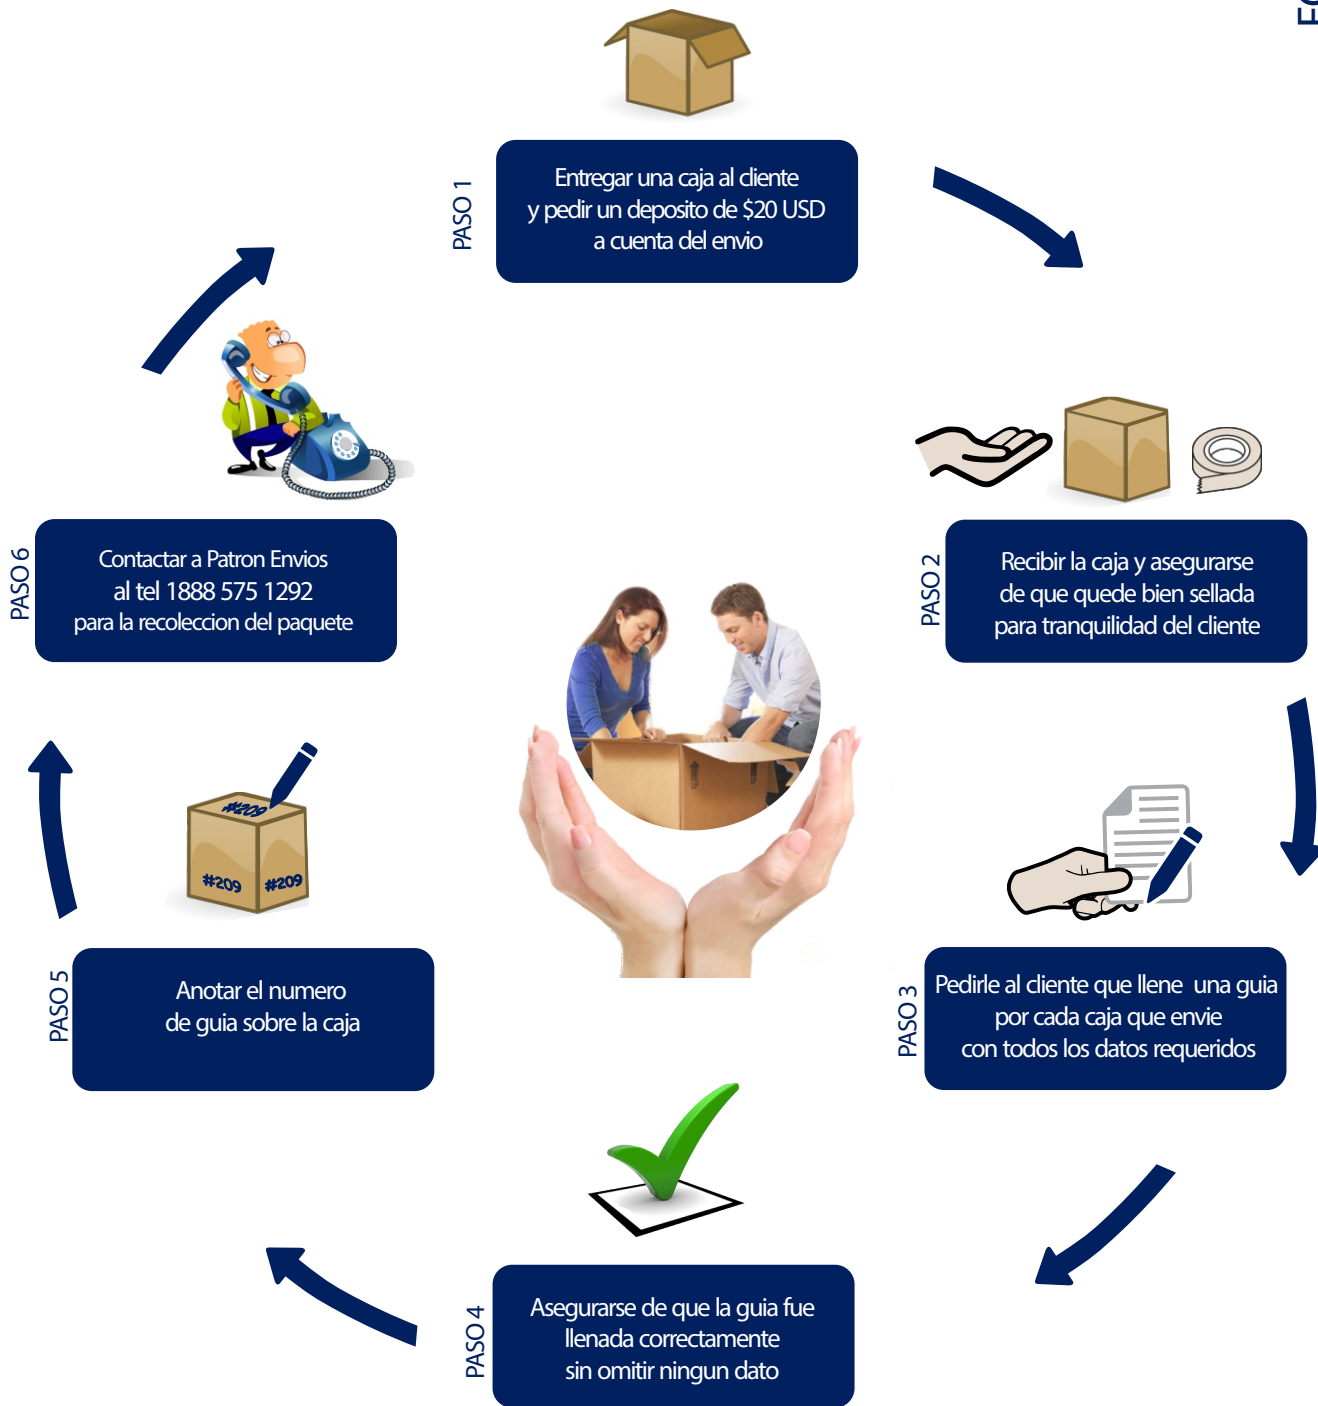 PASO 1
Entregar una caja al cliente
y pedir un deposito de $20 USD
a cuenta del envio
PASO 2
Recibir la caja y asegurarse
de que quede bien sellada
para tranquilidad del cliente
PASO 3
Pedirle al cliente que llene una guia
por cada caja que envie
con todos los datos requeridos
PASO 4
Asegurarse de que la guia fue
llenada correctamente
sin omitir ningun dato
PASO 5
#209
#209
#209
Anotar el numero
de guia sobre la caja
PASO 6
Contactar a Patron Envios
al tel 1888 575 1292
para la recoleccion del paquete